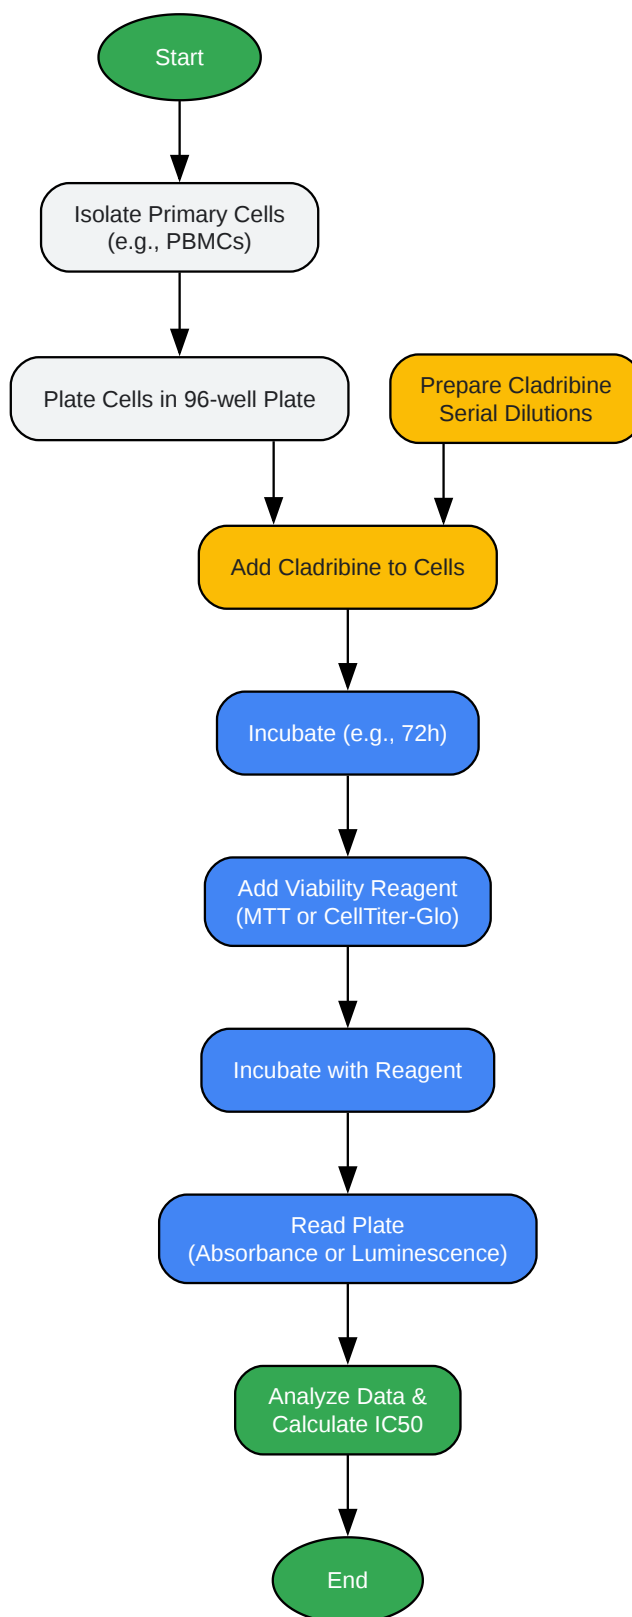 Start
Isolate Primary Cells
(e.g., PBMCs)
Plate Cells in 96-well Plate
Prepare Cladribine
Serial Dilutions
Add Cladribine to Cells
Incubate (e.g., 72h)
Add Viability Reagent
(MTT or CellTiter-Glo)
Incubate with Reagent
Read Plate
(Absorbance or Luminescence)
Analyze Data &
Calculate IC50
End